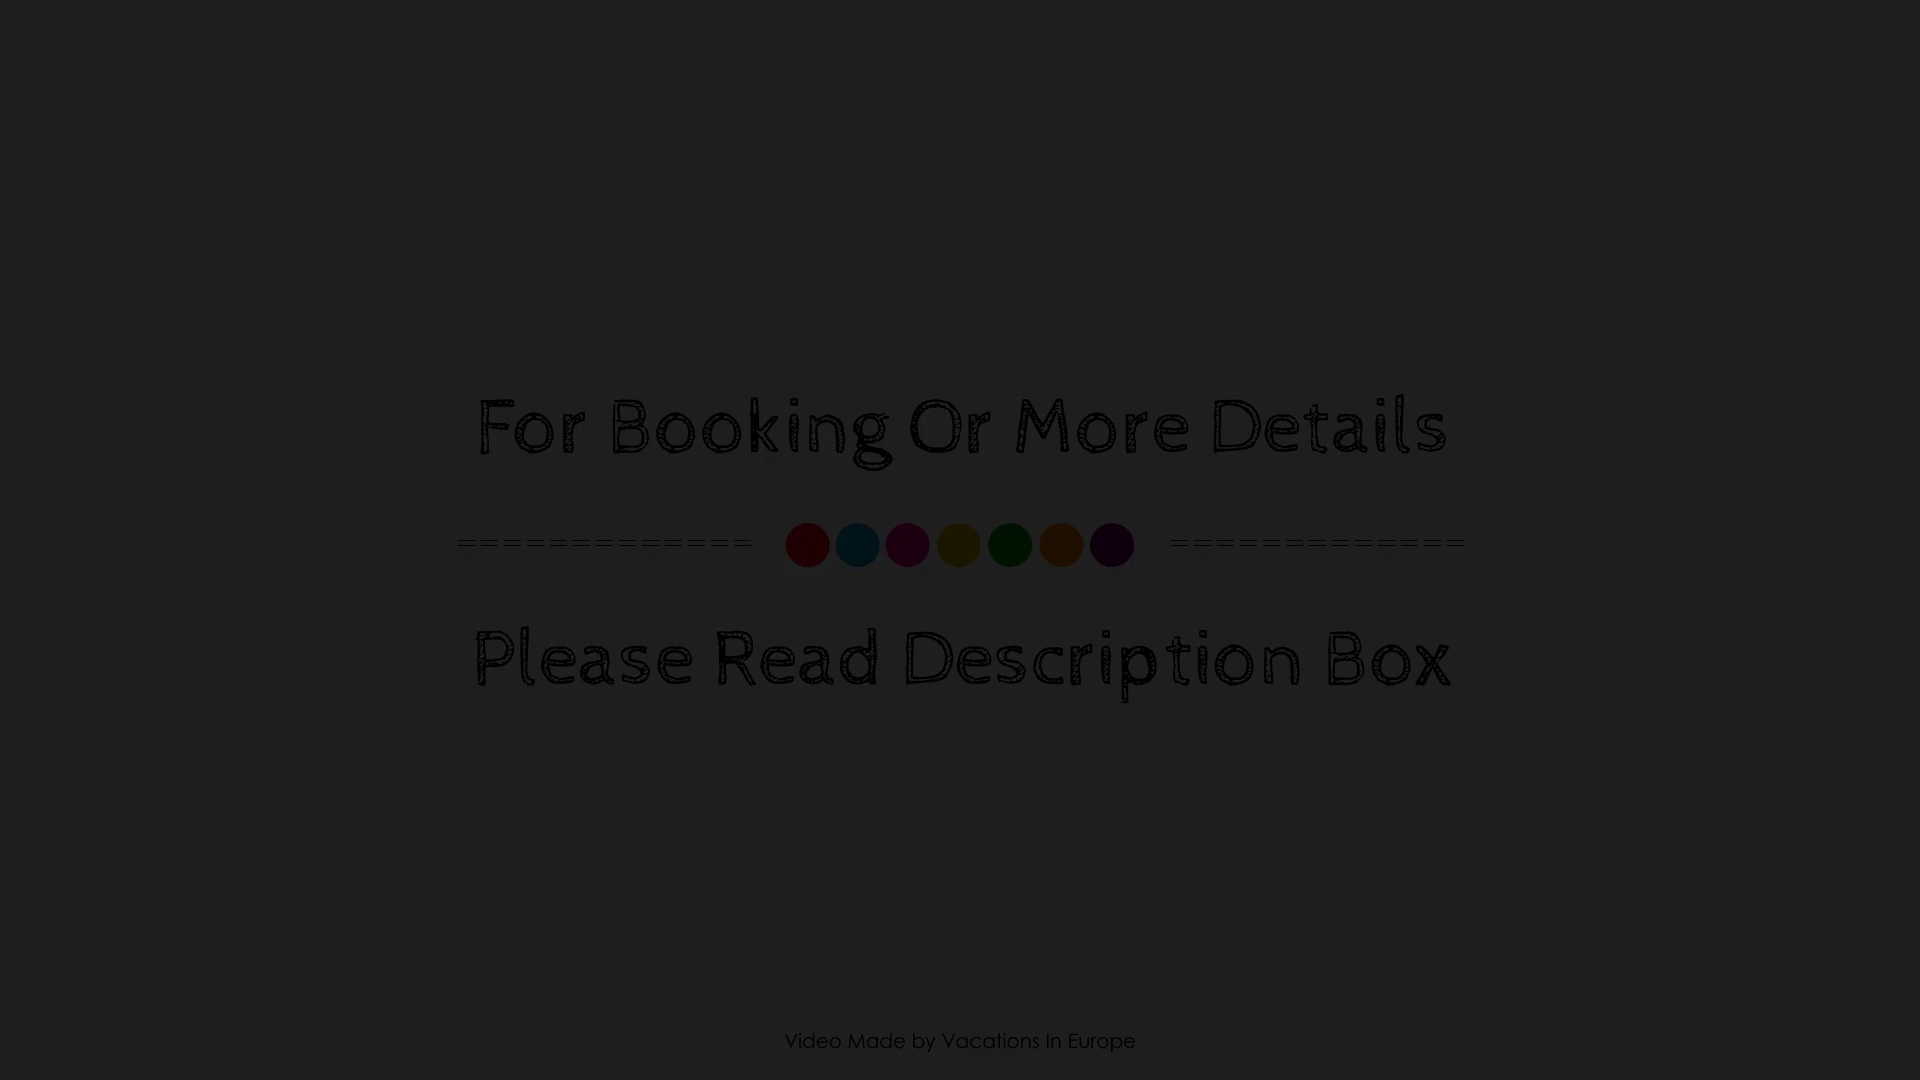 For Booking Or More Details
============= =============
Please Read Description Box
Video Made by Vacations In Europe